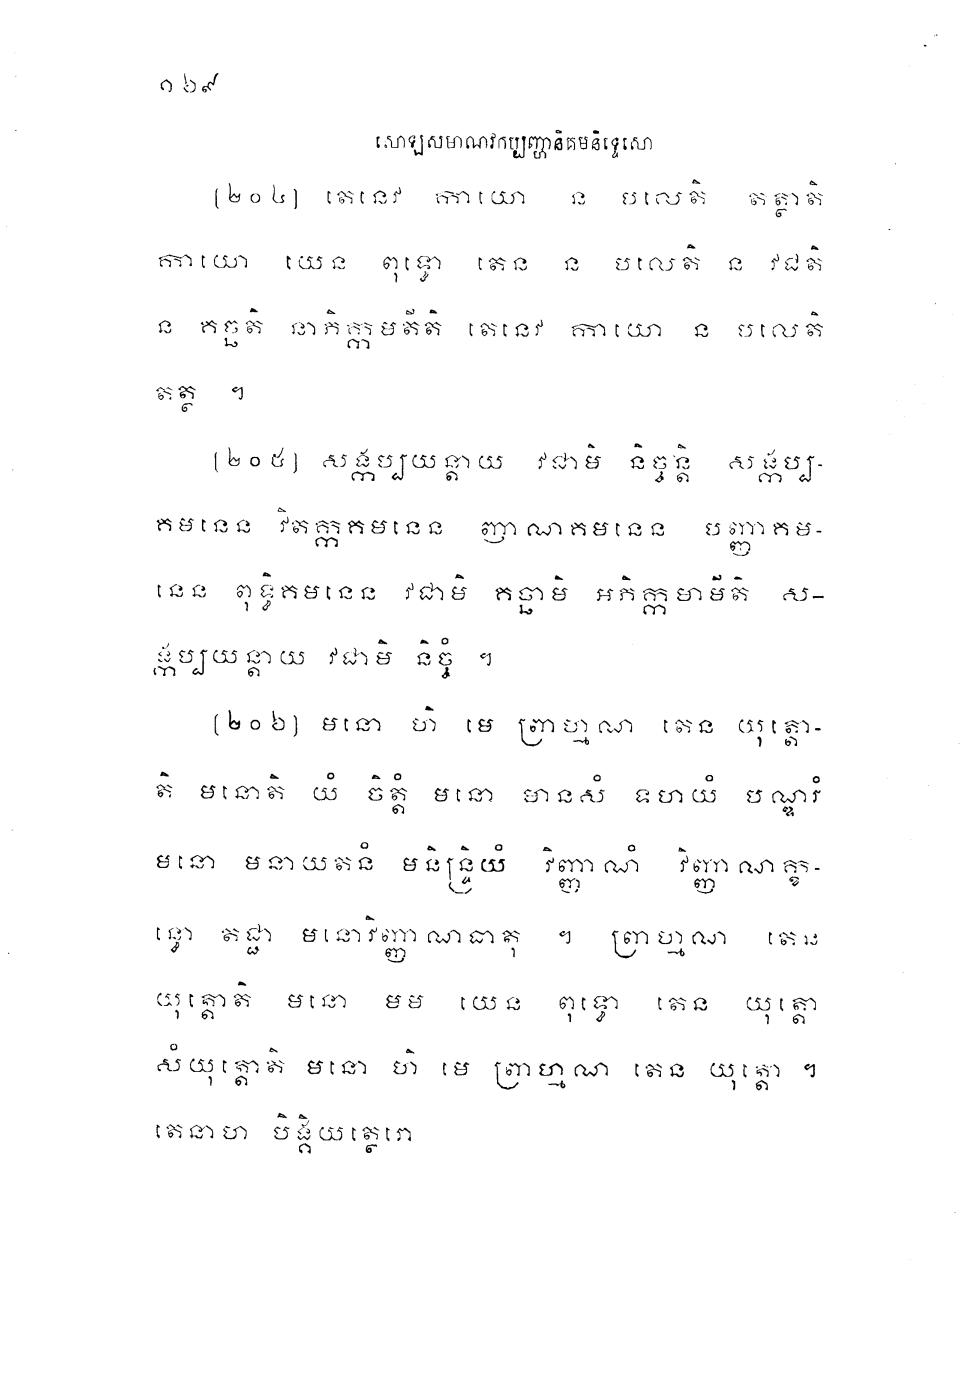 ១៦៩
សោឡសមាណវកប្បញ្ហានិគមនិទ្ទេសោ
(២០៤) តេនេវ កាយោ ន បលេតិ តត្ថាតិ
កាយោ យេន ពុទ្ធោ តេន ន បលេតិ ន វជតិ
ន គច្ឆតិ នាភិក្កមតីតិ តេនេវ កាយោ ន បលេតិ
តត្ថ ។
(២០៥) សង្កប្បយន្តាយ វជាមិ និច្ចន្តិ សង្កប្ប-
គមនេន វិតក្កគមនេន ញាណគមនេន បញ្ញាគម-
នេន ពុទ្ធិគមនេន វជាមិ គច្ឆាមិ អភិក្កមាមីតិ ស-
ង្កប្បយន្តាយ វជាមិ និច្ចំ ។
(២០៦) មនោ ហិ មេ ព្រាហ្មណ តេន យុត្តោ-
តិ មនោតិ យំ ចិត្តំ មនោ មានសំ ហទយំ បណ្ឌរំ
មនោ មនាយតនំ មនិន្ទ្រិយំ វិញ្ញាណំ វិញ្ញាណក្ខ-
ន្ធោ តជ្ជា មនោវិញ្ញាណធាតុ ។ ព្រាហ្មណ តេន
យុត្តោតិ មនោ មម យេន ពុទ្ធោ តេន យុត្តោ
សំយុត្តោតិ មនោ ហិ មេ ព្រាហ្មណ តេន យុត្តោ ។
តេនាហ បិង្គិយត្ថេរោ